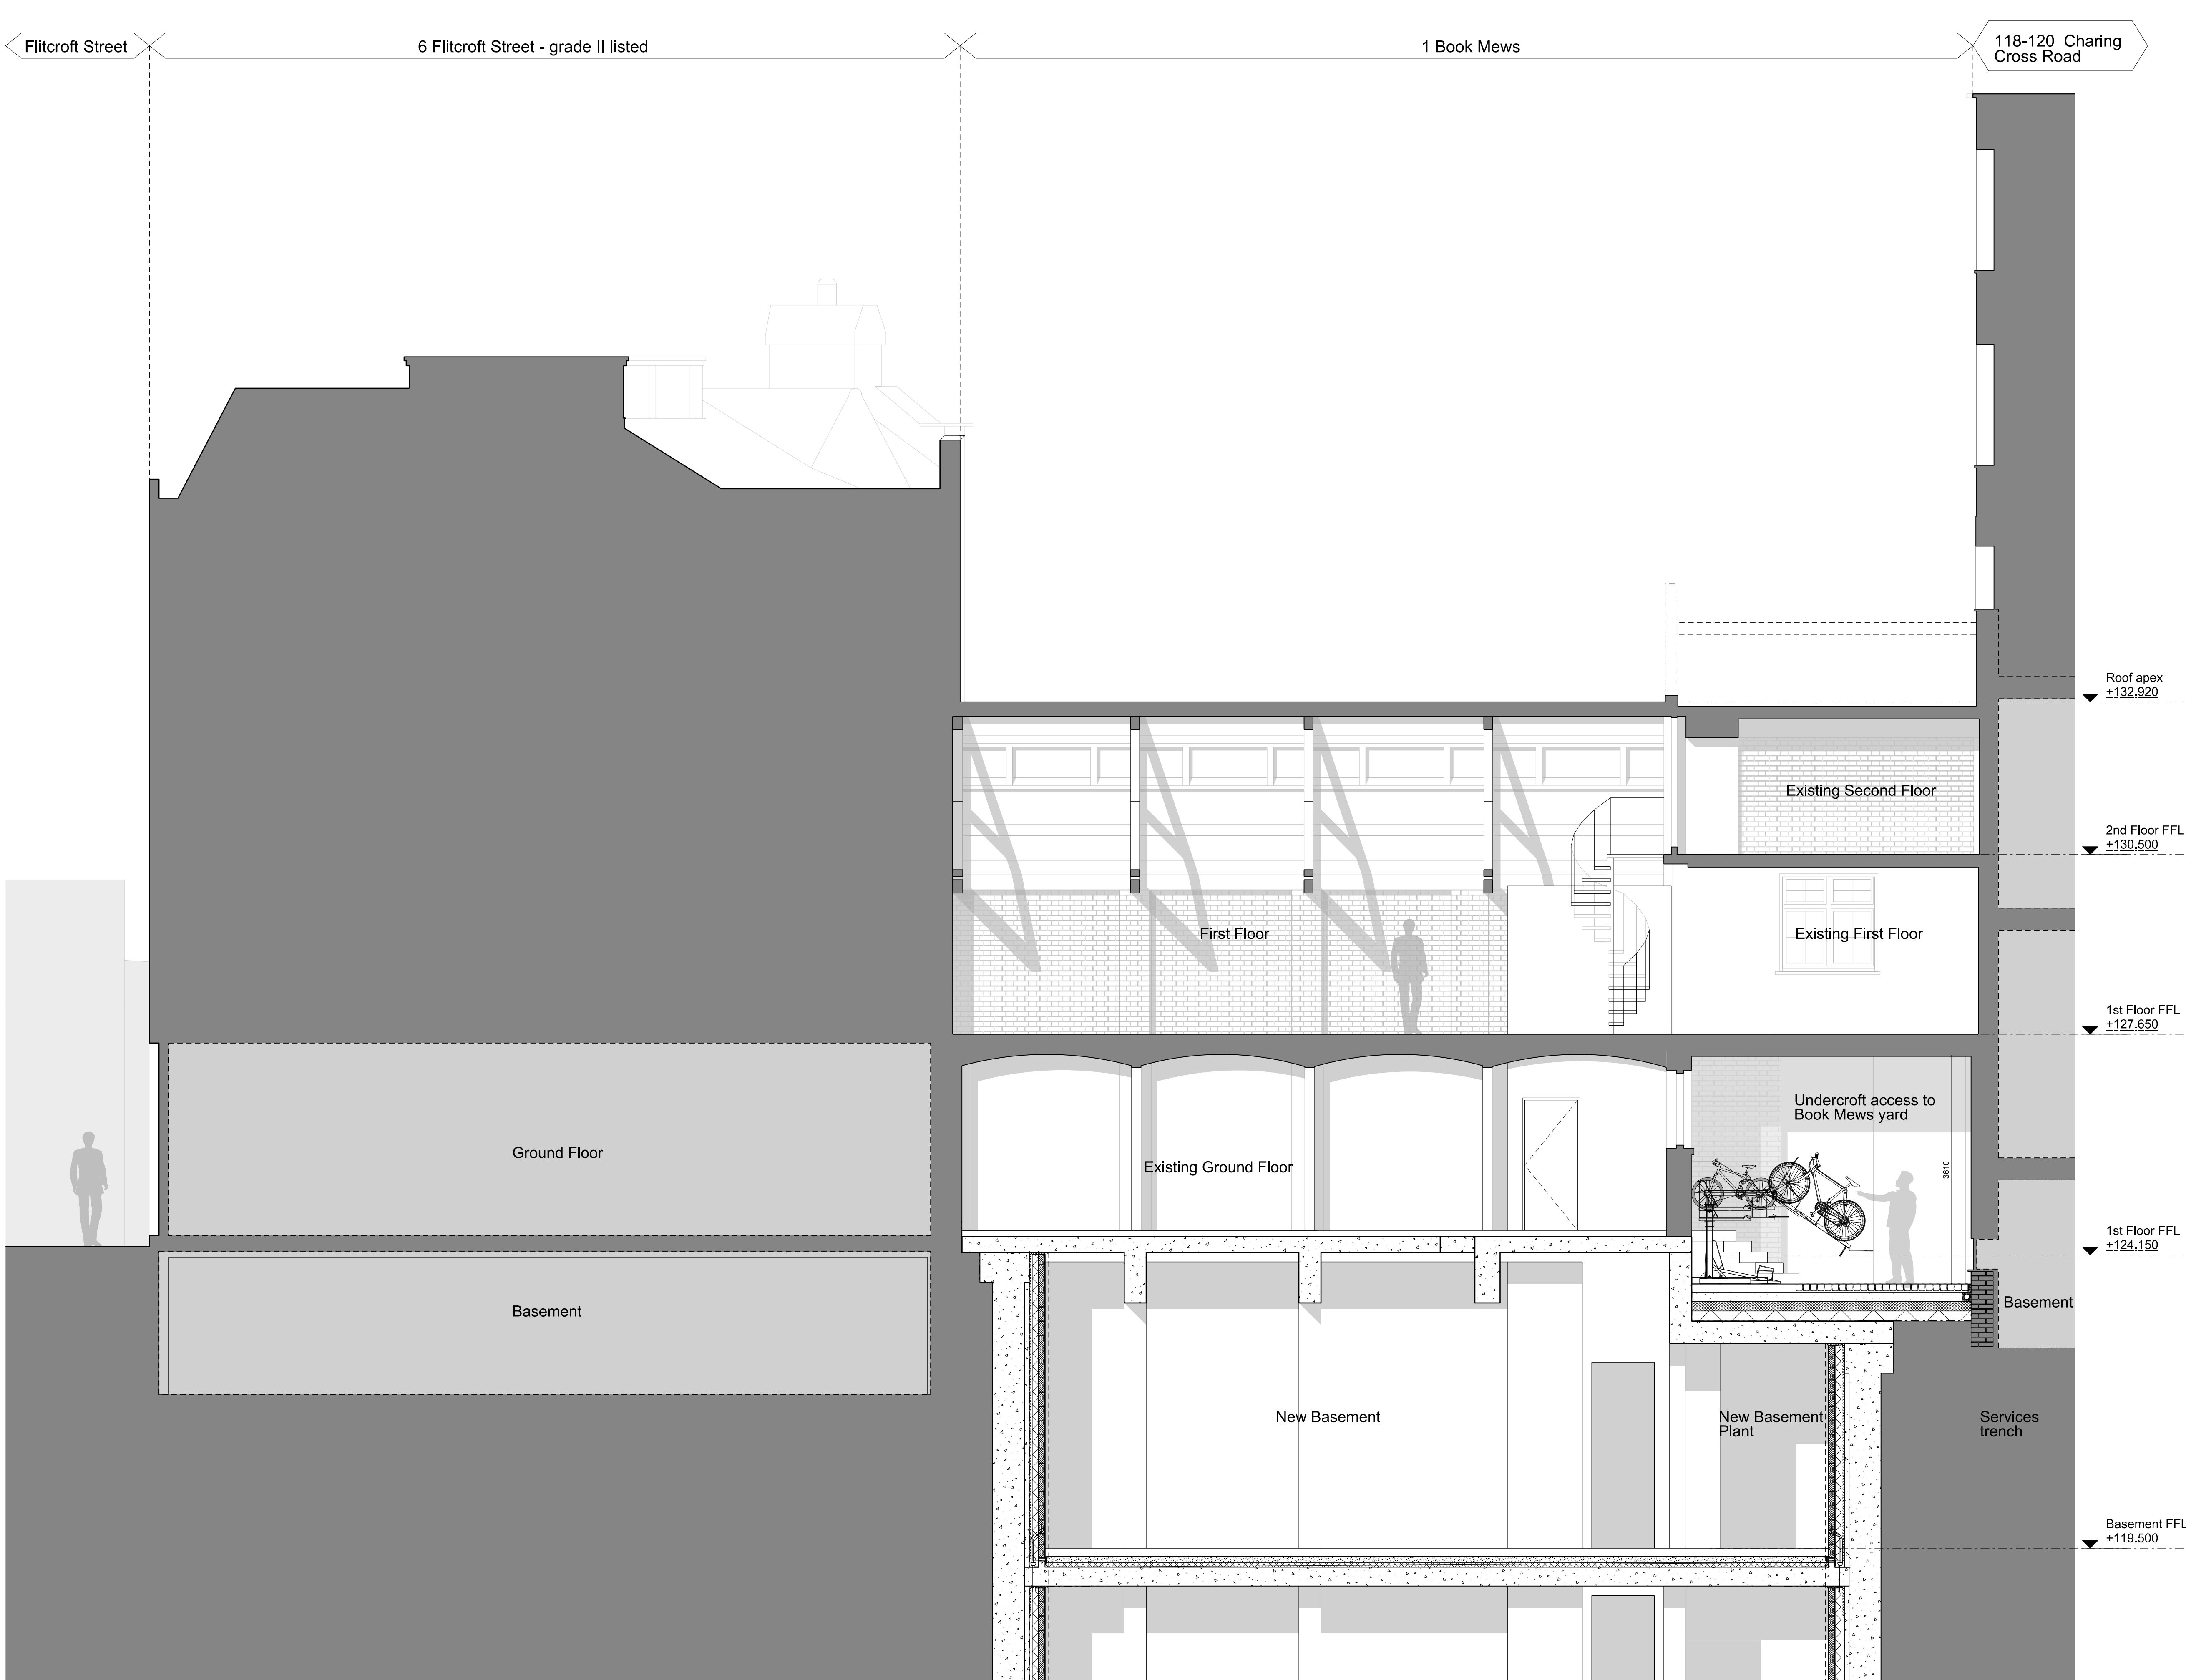 Flitcroft Street
6 Flitcroft Street - grade II listed
1 Book Mews
118-120 Charing
Cross Road
Roof apex
+132.920
Existing Second Floor
2nd Floor FFL
+130.500
First Floor
Existing First Floor
1st Floor FFL
+127.650
Undercroft access to
Book Mews yard
Ground Floor
Existing Ground Floor
3610
1st Floor FFL
+124.150
Basement
Basement
New Basement
New Basement
Plant
Services
trench
Basement FFL
+119.500